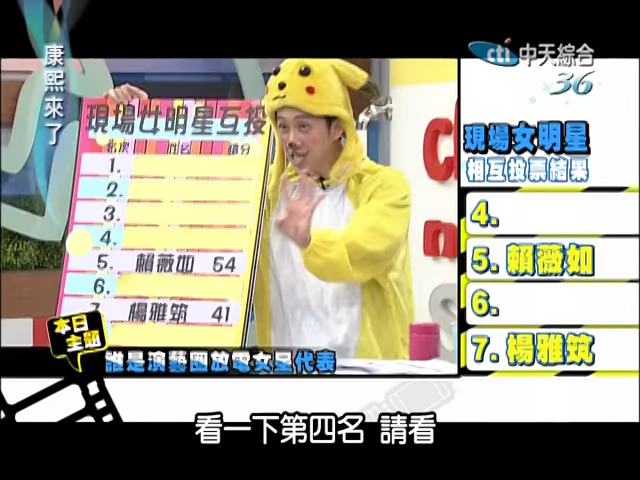 康熙來了
cti 中天綜合
36
現場女明星互投
名次 姓名 積分
1.
2.
3.
4.
5. 賴薇如 54
6.
7. 楊雅筑 41
現場女明星
相互投票結果
4.
5. 賴薇如
6.
7. 楊雅筑
本日
主題
誰是演藝圈放電女星代表
看一下第四名 請看